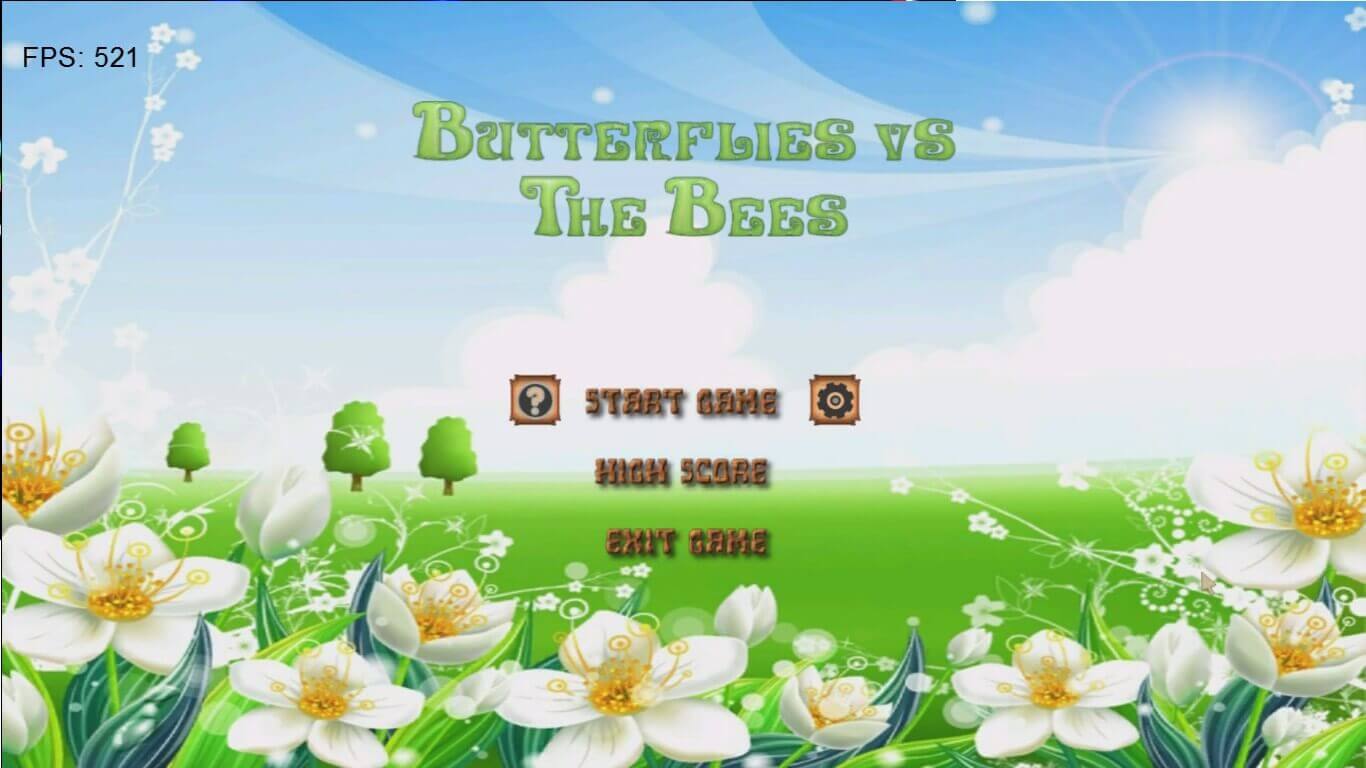 FPS: 521
Butterflies vs
The Bees
START GAME
HIGH SCORE
EXIT GAME